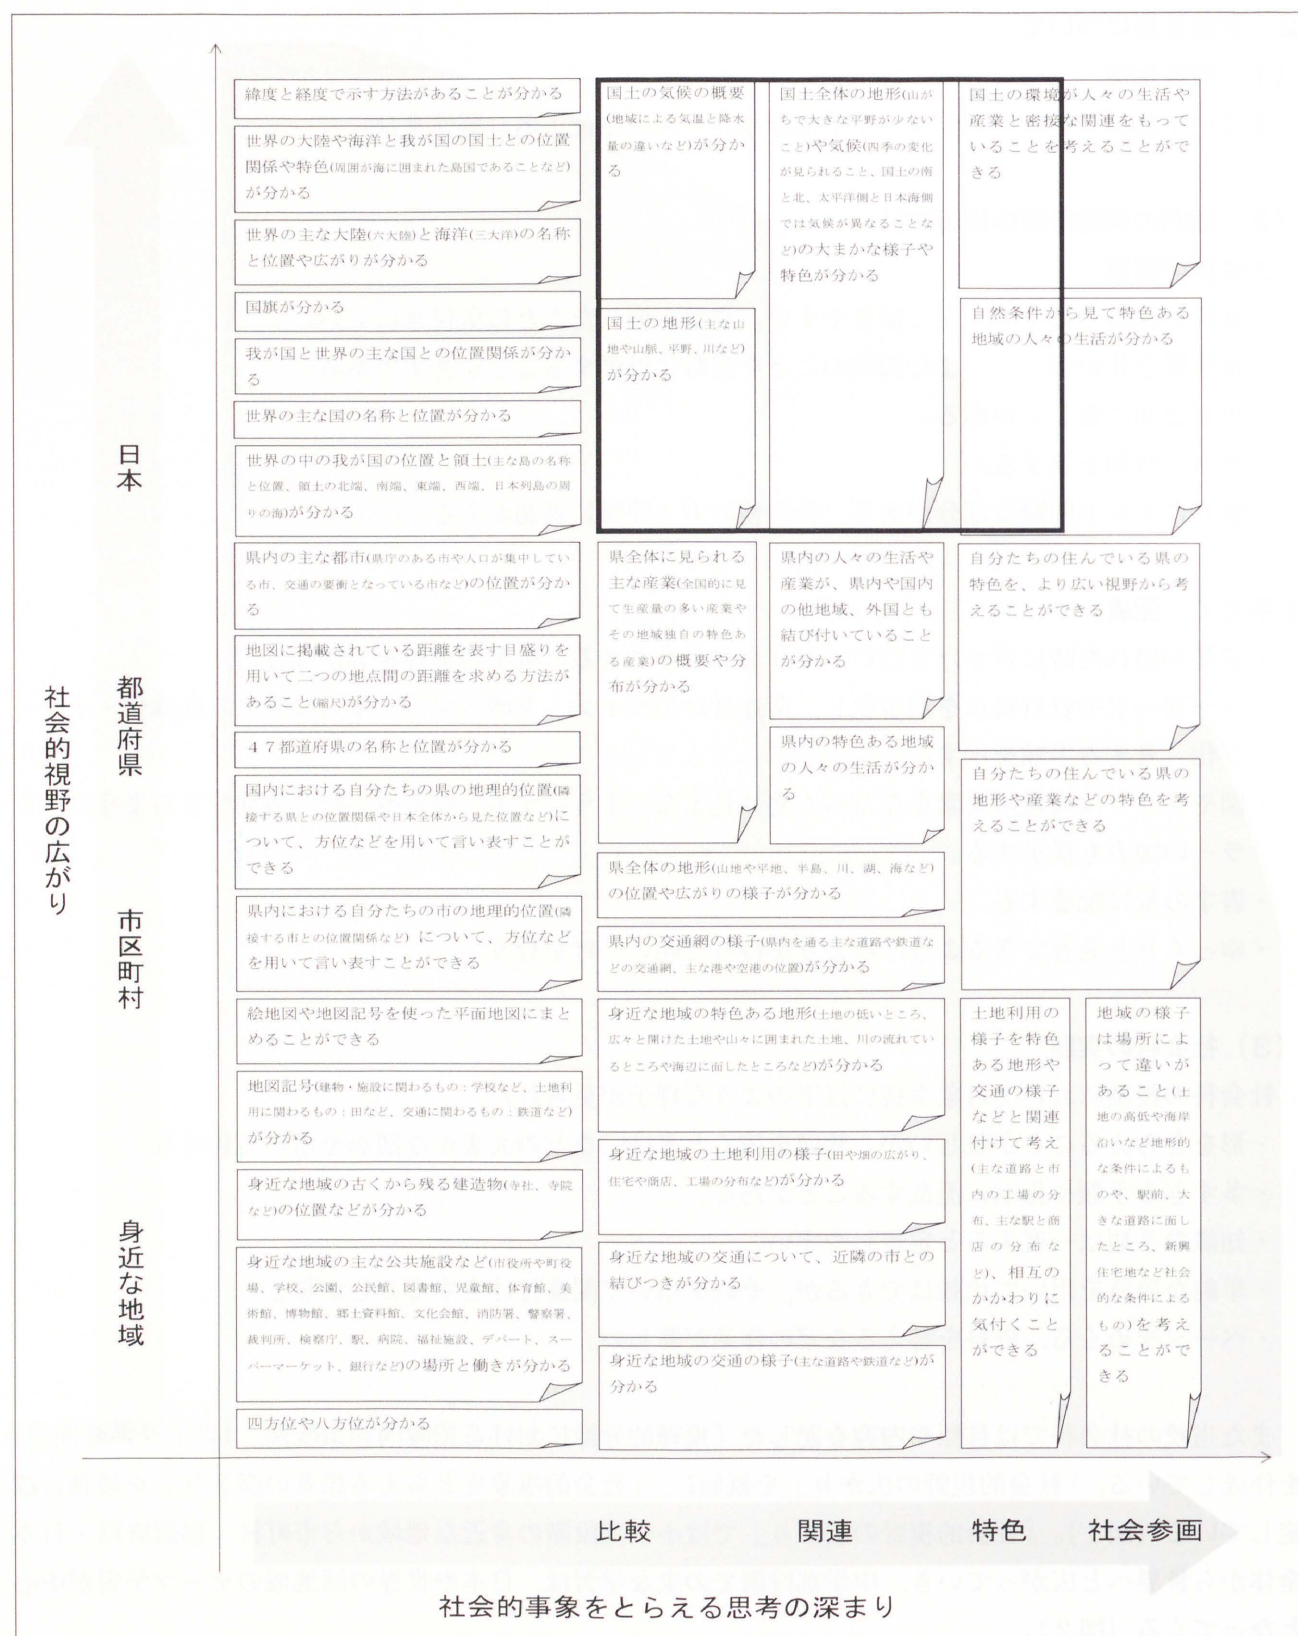 緯度と経度で示す方法があることが分かる
世界の大陸や海洋と我が国の国土との位置
関係や特色(周囲が海に囲まれた島国であることなど)
が分かる
世界の主な大陸(六大陸)と海洋(三大洋)の名称
と位置や広がりが分かる
国旗が分かる
我が国と世界の主な国との位置関係が分か
る
世界の主な国の名称と位置が分かる
世界の中の我が国の位置と領土(主な島の名称
と位置、領土の北端、南端、東端、西端、日本列島の周
りの海)が分かる
県内の主な都市(県庁のある市や人口が集中してい
る市、交通の要衝となっている市など)の位置が分か
る
地図に掲載されている距離を表す目盛りを
用いて二つの地点間の距離を求める方法が
あること(縮尺)が分かる
47都道府県の名称と位置が分かる
国内における自分たちの県の地理的位置(隣
接する県との位置関係や日本全体から見た位置など)に
ついて、方位などを用いて言い表すことが
できる
県内における自分たちの市の地理的位置(隣
接する市との位置関係など)について、方位など
を用いて言い表すことができる
絵地図や地図記号を使った平面地図にまと
めることができる
地図記号(建物・施設に関わるもの:学校など、土地利
用に関わるもの:田など、交通に関わるもの:鉄道など)
が分かる
身近な地域の古くから残る建造物(寺社、寺院
など)の位置などが分かる
身近な地域の主な公共施設など(市役所や町役
場、学校、公園、公民館、図書館、児童館、体育館、美
術館、博物館、郷土資料館、文化会館、消防署、警察署、
裁判所、検察庁、駅、病院、福祉施設、デパート、スー
パーマーケット、銀行など)の場所と働きが分かる
四方位や八方位が分かる
国土の気候の概要
(地域による気温と降水
量の違いなど)が分か
る
国土の地形(主な山
地や山脈、平野、川など)
が分かる
国土全体の地形(山が
ちで大きな平野が少ない
こと)や気候(四季の変化
が見られること、国土の南
と北、太平洋側と日本海側
では気候が異なることな
ど)の大まかな様子や
特色が分かる
国土の環境が人々の生活や
産業と密接な関連をもって
いることを考えることがで
きる
自然条件から見て特色ある
地域の人々の生活が分かる
県全体に見られる
主な産業(全国的に見
て生産量の多い産業や
その地域独自の特色あ
る産業)の概要や分
布が分かる
県内の人々の生活や
産業が、県内や国内
の他地域、外国とも
結び付いていること
が分かる
県内の特色ある地域
の人々の生活が分か
る
自分たちの住んでいる県の
特色を、より広い視野から考
えることができる
自分たちの住んでいる県の
地形や産業などの特色を考
えることができる
県全体の地形(山地や平地、半島、川、湖、海など)
の位置や広がりの様子が分かる
県内の交通網の様子(県内を通る主な道路や鉄道な
どの交通網、主な港や空港の位置)が分かる
身近な地域の特色ある地形(土地の低いところ、
広々と開けた土地や山々に囲まれた土地、川の流れてい
るところや海辺に面したところなど)が分かる
身近な地域の土地利用の様子(田や畑の広がり、
住宅や商店、工場の分布など)が分かる
身近な地域の交通について、近隣の市との
結びつきが分かる
身近な地域の交通の様子(主な道路や鉄道など)が
分かる
土地利用の
様子を特色
ある地形や
交通の様子
などと関連
付けて考え
(主な道路と市
内の工場の分
布、主な駅と商
店の分布な
ど)、相互の
かかわりに
気付くこと
ができる
地域の様子
は場所によ
って違いが
あること(土
地の高低や海岸
沿いなど地形的
な条件によるも
のや、駅前、大
きな道路に面し
たところ、新興
住宅地など社会
的な条件による
もの)を考え
ることがで
きる
日本
都道府県
市区町村
身近な地域
社会的視野の広がり
比較
関連
特色
社会参画
社会的事象をとらえる思考の深まり